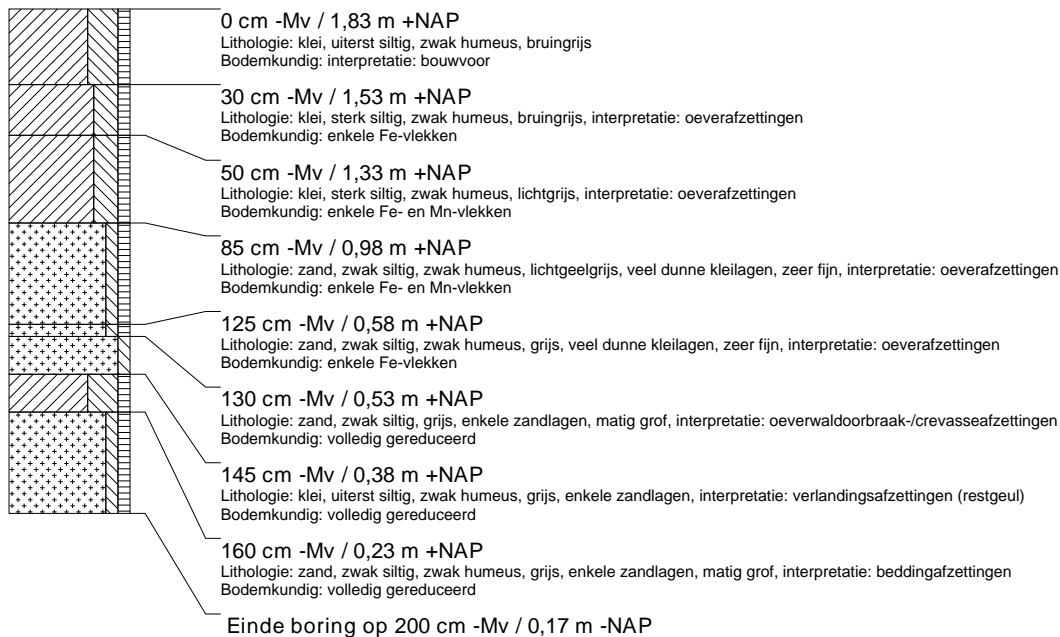 0 cm -Mv / 1,83 m +NAP
Lithologie: klei, uiterst siltig, zwak humeus, bruingrijs
Bodemkundig: interpretatie: bouwvoor
30 cm -Mv / 1,53 m +NAP
Lithologie: klei, sterk siltig, zwak humeus, bruingrijs, interpretatie: oeverafzettingen
Bodemkundig: enkele Fe-vlekken
50 cm -Mv / 1,33 m +NAP
Lithologie: klei, sterk siltig, zwak humeus, lichtgrijs, interpretatie: oeverafzettingen
Bodemkundig: enkele Fe- en Mn-vlekken
85 cm -Mv / 0,98 m +NAP
Lithologie: zand, zwak siltig, zwak humeus, lichtgeelgrijs, veel dunne kleilagen, zeer fijn, interpretatie: oeverafzettingen
Bodemkundig: enkele Fe- en Mn-vlekken
125 cm -Mv / 0,58 m +NAP
Lithologie: zand, zwak siltig, zwak humeus, grijs, veel dunne kleilagen, zeer fijn, interpretatie: oeverafzettingen
Bodemkundig: enkele Fe-vlekken
130 cm -Mv / 0,53 m +NAP
Lithologie: zand, zwak siltig, grijs, enkele zandlagen, matig grof, interpretatie: oeverwaldoorbraak-/crevasseafzettingen
Bodemkundig: volledig gereduceerd
145 cm -Mv / 0,38 m +NAP
Lithologie: klei, uiterst siltig, zwak humeus, grijs, enkele zandlagen, interpretatie: verlandingsafzettingen (restgeul)
Bodemkundig: volledig gereduceerd
160 cm -Mv / 0,23 m +NAP
Lithologie: zand, zwak siltig, zwak humeus, grijs, enkele zandlagen, matig grof, interpretatie: beddingafzettingen
Bodemkundig: volledig gereduceerd
Einde boring op 200 cm -Mv / 0,17 m -NAP